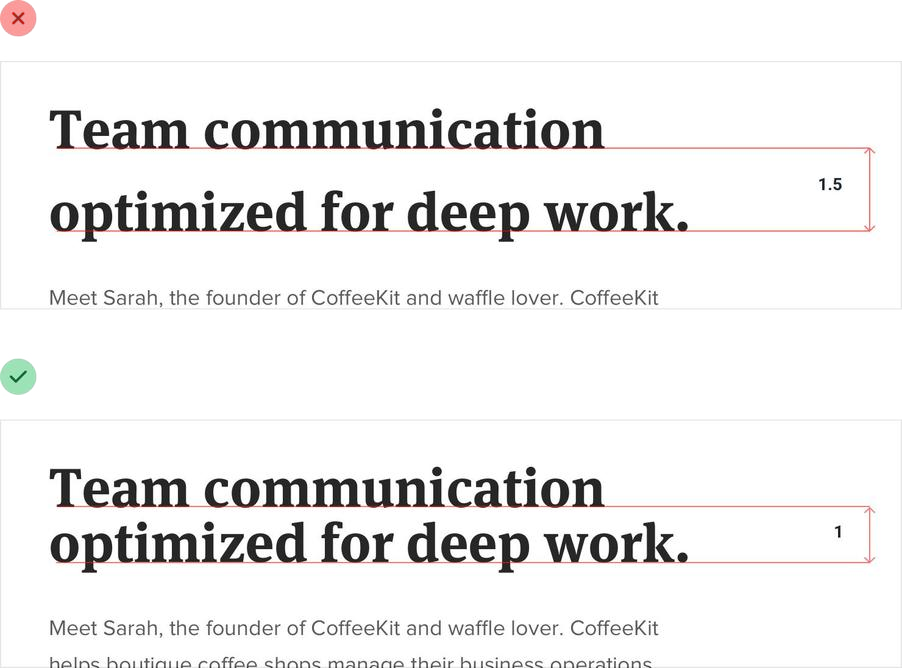 Team communication
1.5
optimized for deep work.
Meet Sarah, the founder of CoffeeKit and waffle lover. CoffeeKit
Team communication
optimized for deep work.
1
Meet Sarah, the founder of CoffeeKit and waffle lover. CoffeeKit
helps boutique coffee shops manage their business operations